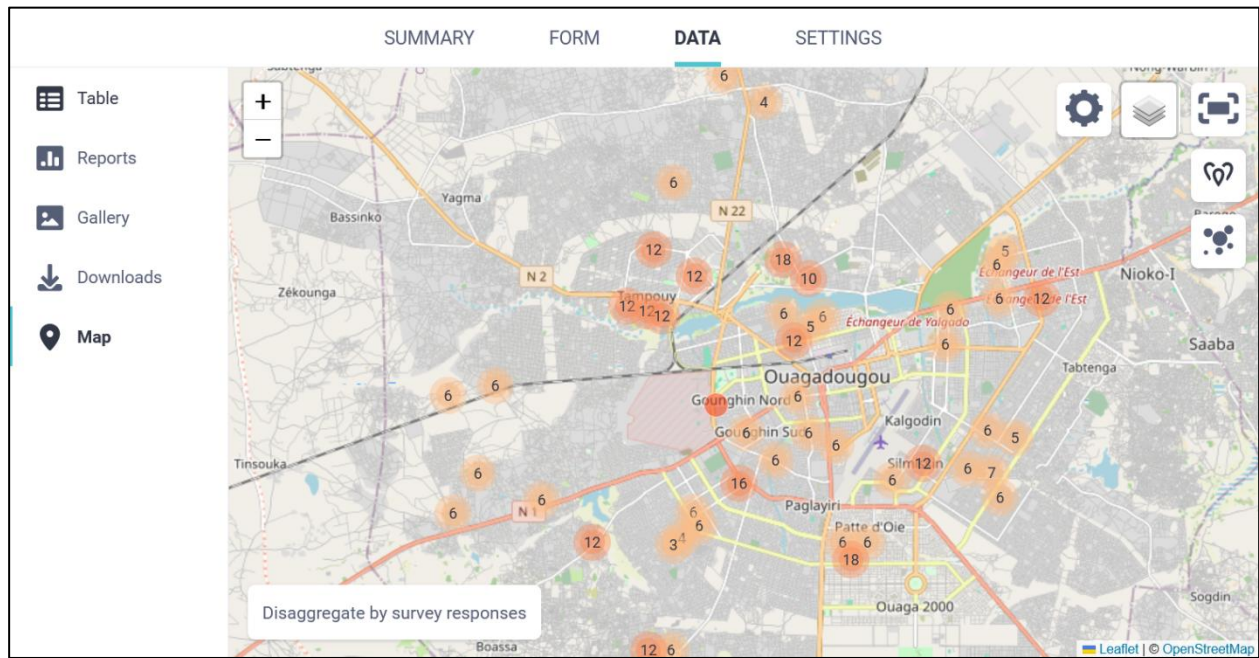 SUMMARY FORM DATA SETTINGS
Table
Reports
Gallery
Downloads
Map
+
−
6
4
6
Yagma
Bassinko
N 22
12
18
5
6
12
10
N 2
Nioko-I
Échangeur de l'Est
Zékounga
Tampouy
12
12
12
6
6
5
6
6
12
Échangeur de l'Est
Échangeur de Yalgado
12
6
Saaba
Tabtenga
Ouagadougou
6
6
6
Gounghin Nord
Kalgodin
Gounghin Sud
6
6
6
6
5
Tinsouka
6
6
Silmissin
12
6
7
16
6
6
6
N 1
6
6
Paglayiri
6
6
Patte d'Oie
12
3
4
6
6
18
Ouaga 2000
Sogdin
Disaggregate by survey responses
Boassa
12
6
Leaflet | © OpenStreetMap